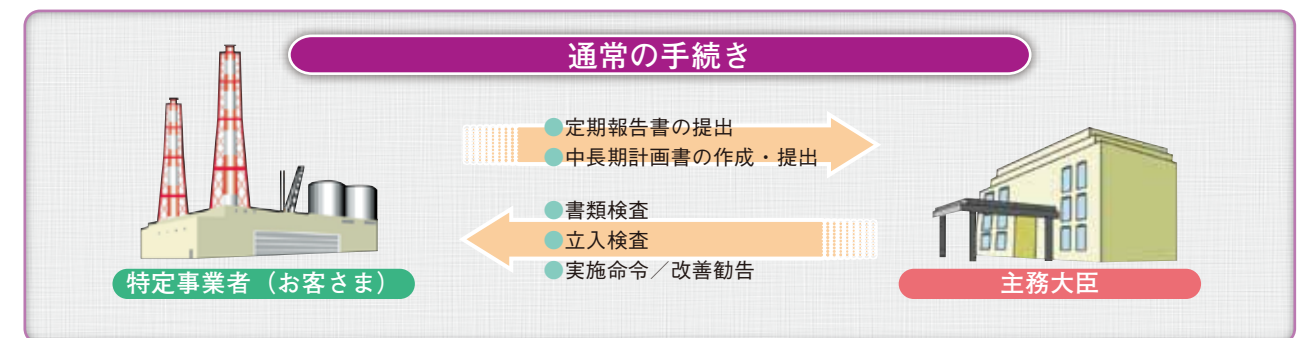 通常の手続き
●定期報告書の提出
●中長期計画書の作成・提出
●書類検査
●立入検査
●実施命令／改善勧告
特定事業者（お客さま）
主務大臣